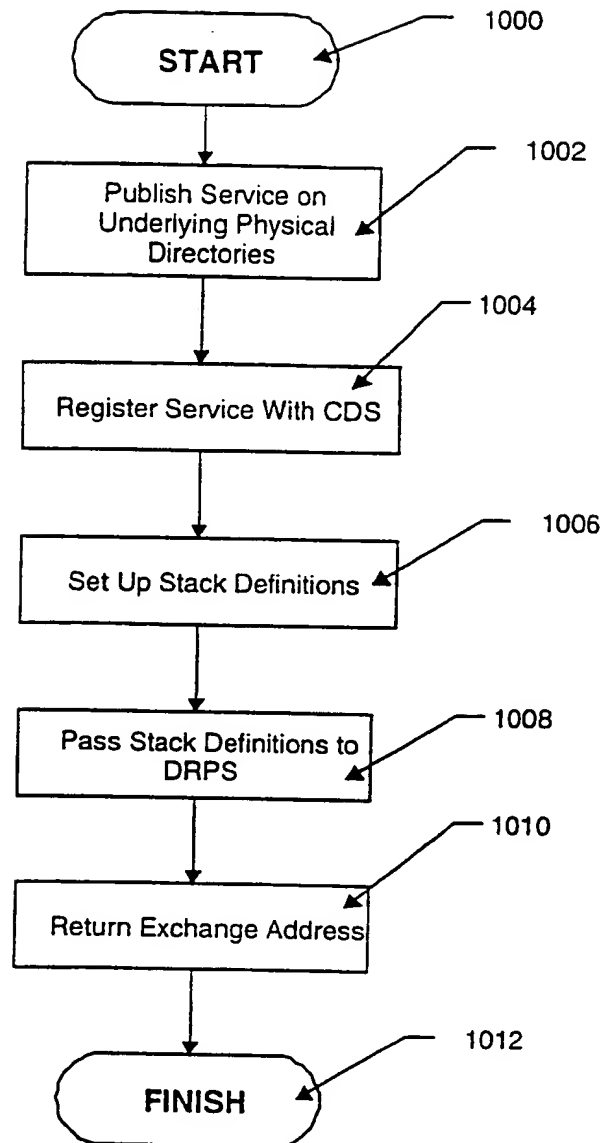 1000
START
1002
Publish Service on
Underlying Physical
Directories
1004
Register Service With CDS
1006
Set Up Stack Definitions
1008
Pass Stack Definitions to
DRPS
1010
Return Exchange Address
1012
FINISH